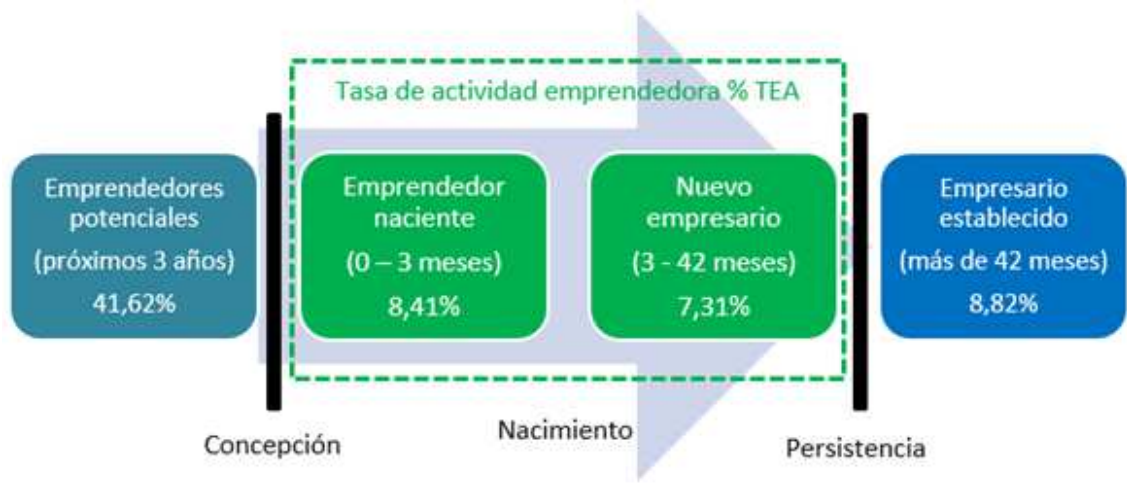 Tasa de actividad emprendedora % TEA
Emprendedores
potenciales
(próximos 3 años)
41,62%
Emprendedor
naciente
(0 – 3 meses)
8,41%
Nuevo
empresario
(3 - 42 meses)
7,31%
Empresario
establecido
(más de 42 meses)
8,82%
Concepción
Nacimiento
Persistencia